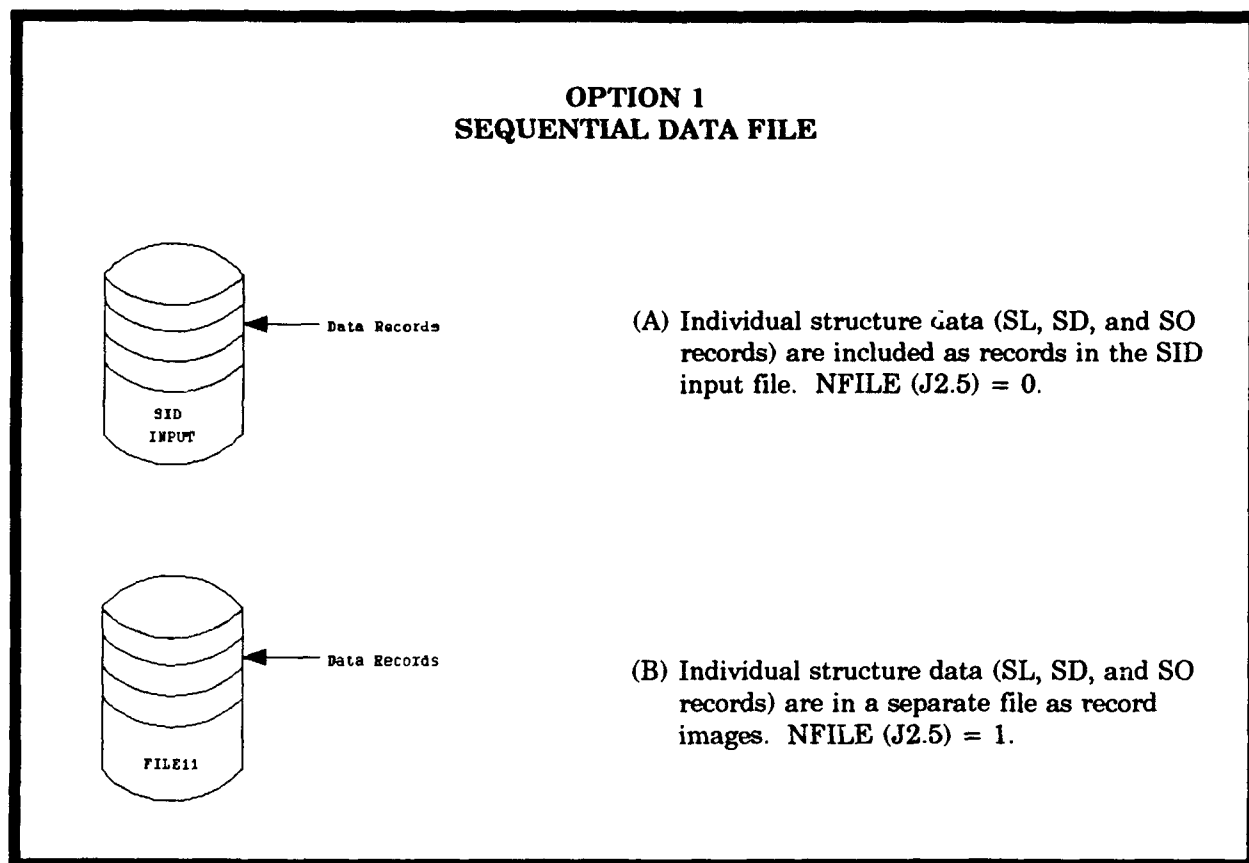 OPTION 1
SEQUENTIAL DATA FILE
Data Records
SID
INPUT
(A) Individual structure data (SL, SD, and SO
records) are included as records in the SID
input file. NFILE (J2.5) = 0.
Data Records
FILE11
(B) Individual structure data (SL, SD, and SO
records) are in a separate file as record
images. NFILE (J2.5) = 1.